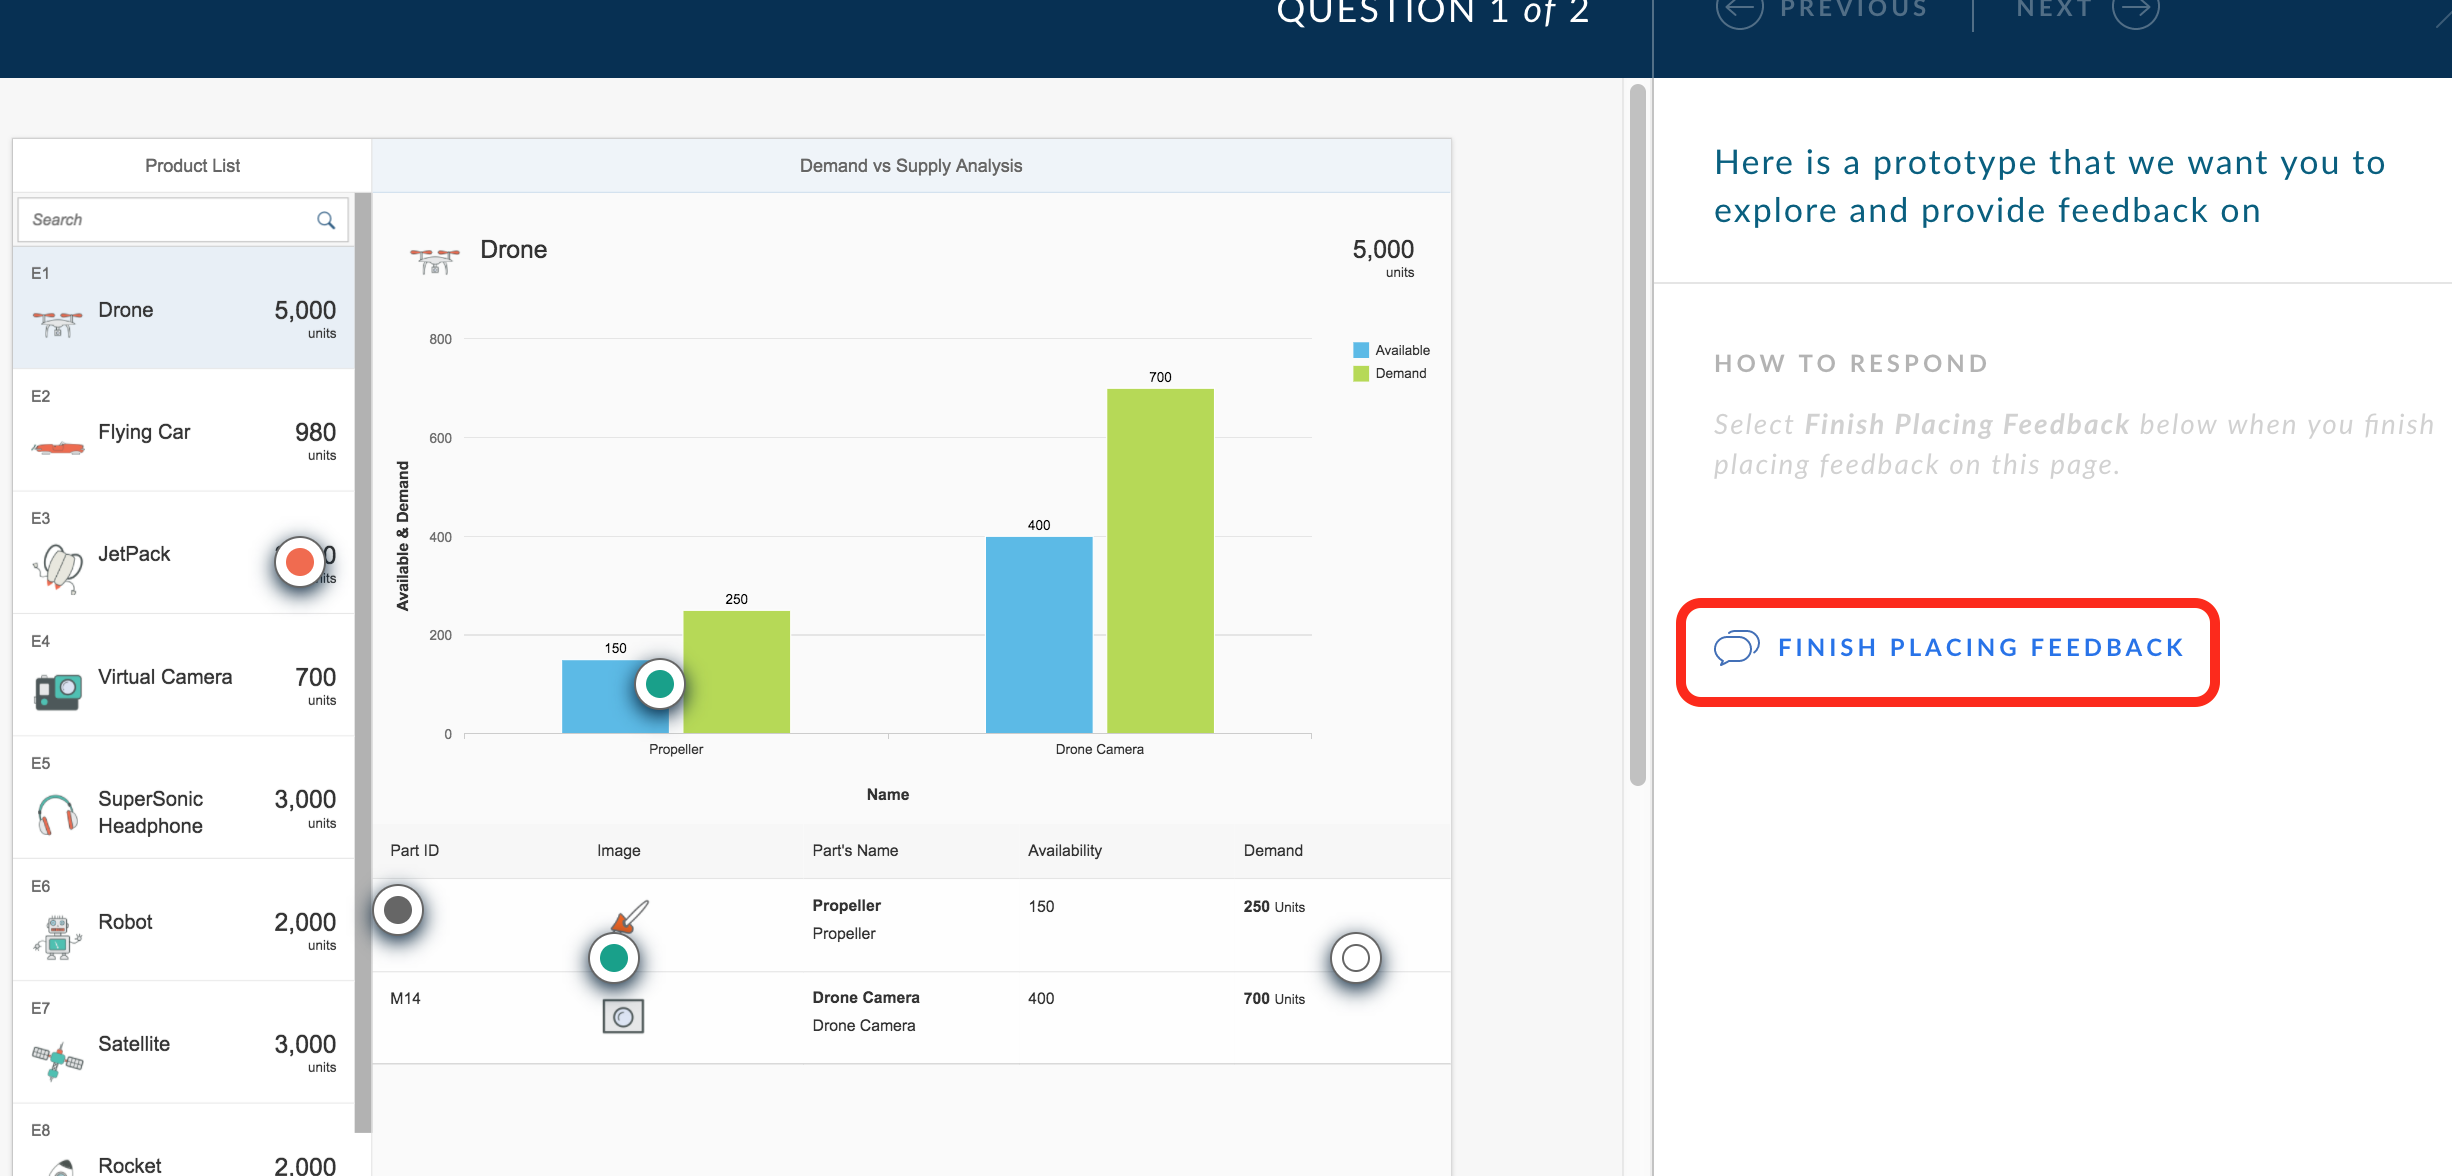 QUESTION 1 of 2
PREVIOUS
NEXT
Product List
Search
E1
Drone
5,000
units
E2
Flying Car
980
units
E3
JetPack
E4
Virtual Camera
700
units
E5
SuperSonic
Headphone
3,000
units
E6
Robot
2,000
units
E7
Satellite
3,000
units
E8
Rocket
2,000
Demand vs Supply Analysis
Drone
5,000
units
Available & Demand
800
600
400
200
0
150
250
400
700
Propeller
Drone Camera
Name
Available
Demand
Part ID Image Part's Name Availability Demand
Propeller 150 250 Units
Propeller
M14 Drone Camera 400 700 Units
Drone Camera
Here is a prototype that we want you to
explore and provide feedback on
HOW TO RESPOND
Select Finish Placing Feedback below when you finish
placing feedback on this page.
FINISH PLACING FEEDBACK